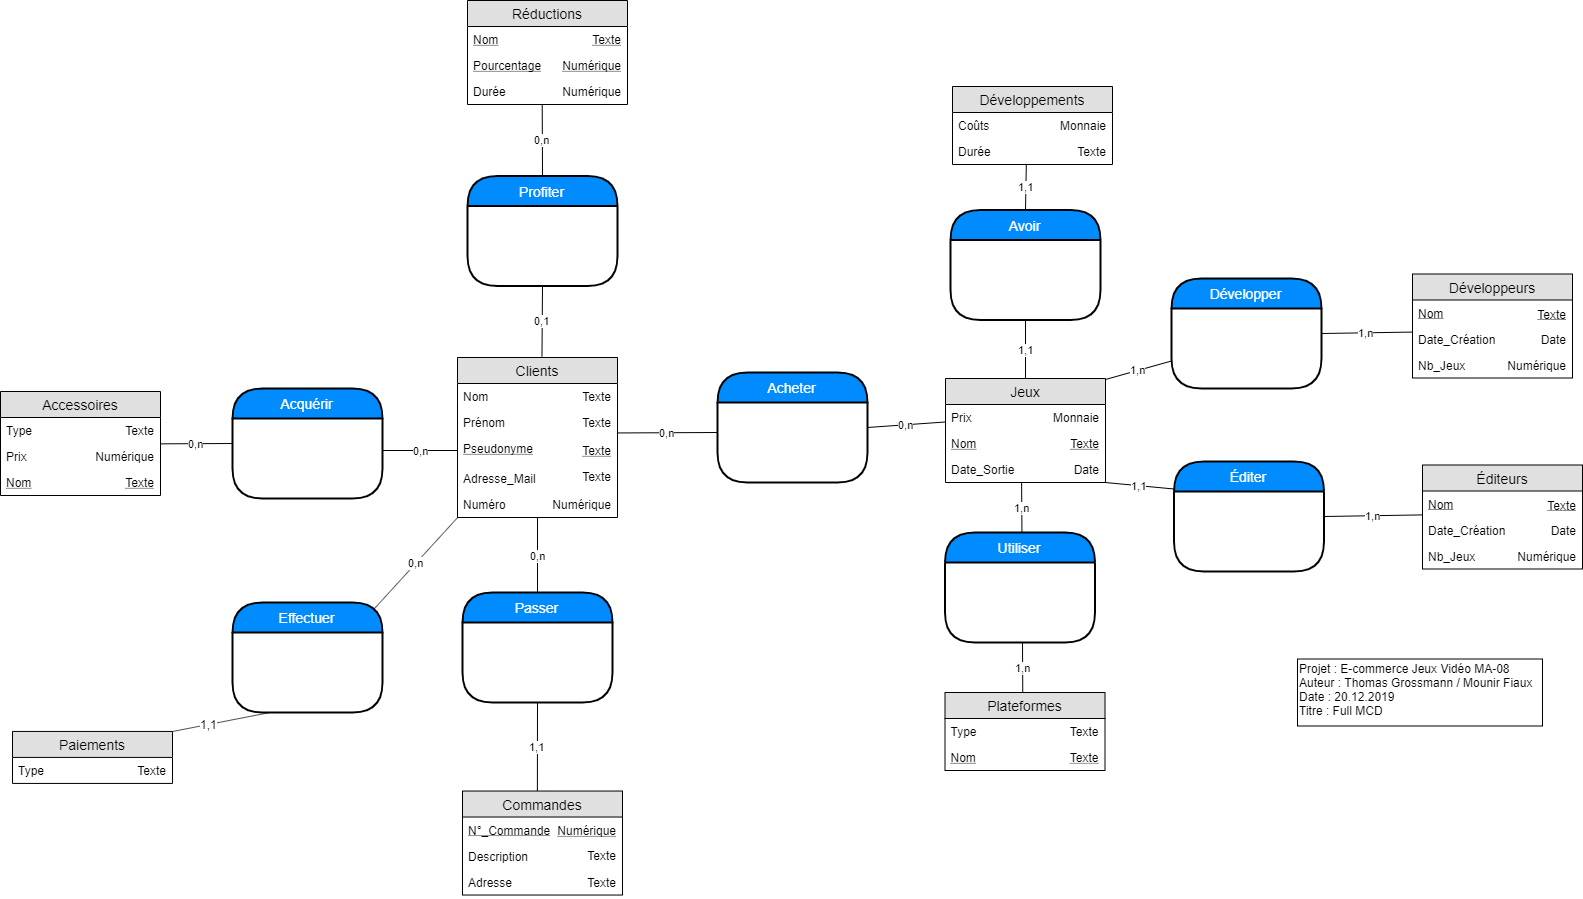 Réductions
Nom Texte
Pourcentage Numérique
Durée Numérique
0,n
Profiter
0,1
Développements
Coûts Monnaie
Durée Texte
1,1
Avoir
1,1
Développer
1,n
1,n
Développeurs
Nom Texte
Date_Création Date
Nb_Jeux Numérique
Accessoires
Type Texte
Prix Numérique
Nom Texte
0,n
Acquérir
0,n
Clients
Nom Texte
Prénom Texte
Pseudonyme Texte
Adresse_Mail Texte
Numéro Numérique
0,n
Acheter
0,n
Jeux
Prix Monnaie
Nom Texte
Date_Sortie Date
1,1
Éditer
1,n
Éditeurs
Nom Texte
Date_Création Date
Nb_Jeux Numérique
0,n
Effectuer
1,1
Paiements
Type Texte
0,n
Passer
1,1
Commandes
N°_Commande Numérique
Description Texte
Adresse Texte
1,n
Utiliser
1,n
Plateformes
Type Texte
Nom Texte
Projet : E-commerce Jeux Vidéo MA-08
Auteur : Thomas Grossmann / Mounir Fiaux
Date : 20.12.2019
Titre : Full MCD